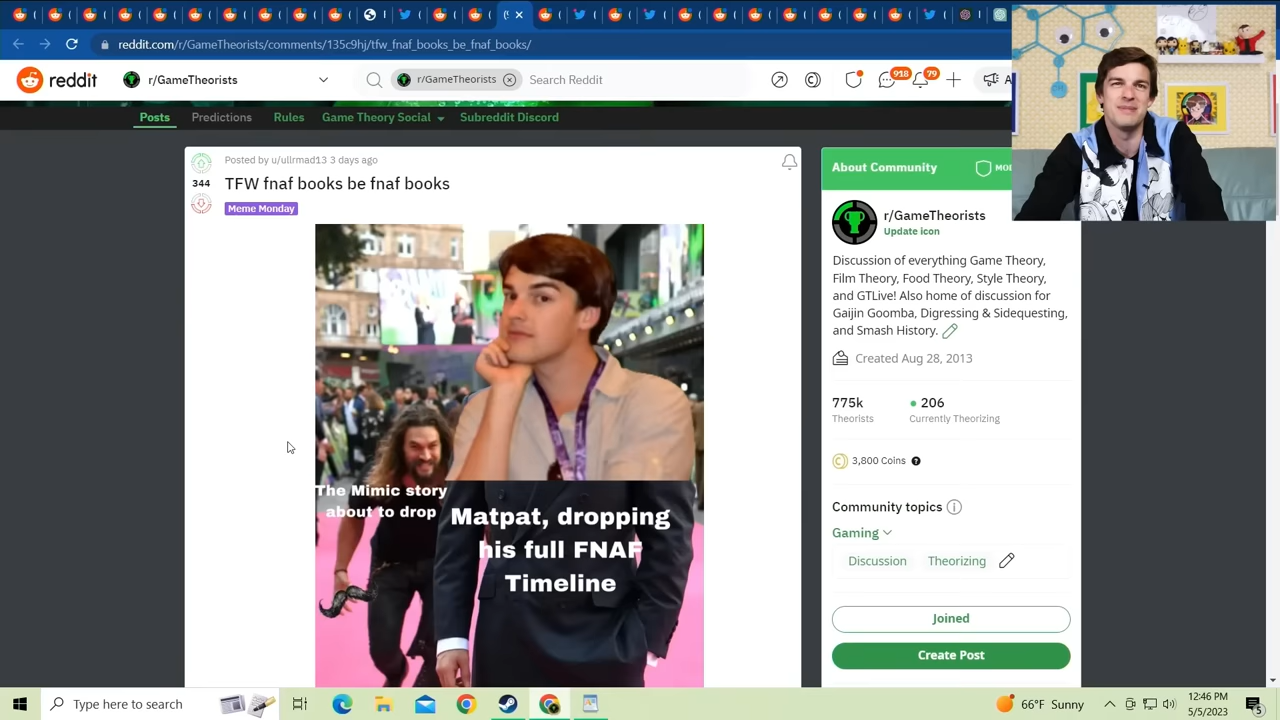 reddit.com/r/GameTheorists/comments/135c9hj/tfw_fnaf_books_be_fnaf_books/
reddit
r/GameTheorists
r/GameTheorists
Search Reddit
918
79
A
Posts
Predictions
Rules
Game Theory Social
Subreddit Discord
Posted by u/ullrmad13 3 days ago
344
TFW fnaf books be fnaf books
Meme Monday
The Mimic story
about to drop
Matpat, dropping
his full FNAF
Timeline
About Community
MO
r/GameTheorists
Update icon
Discussion of everything Game Theory,
Film Theory, Food Theory, Style Theory,
and GTLive! Also home of discussion for
Gaijin Goomba, Digressing & Sidequesting,
and Smash History.
Created Aug 28, 2013
775k
206
Theorists
Currently Theorizing
3,800 Coins
Community topics
Gaming
Discussion
Theorizing
Joined
Create Post
Type here to search
66°F Sunny
12:46 PM
5/5/2023
5